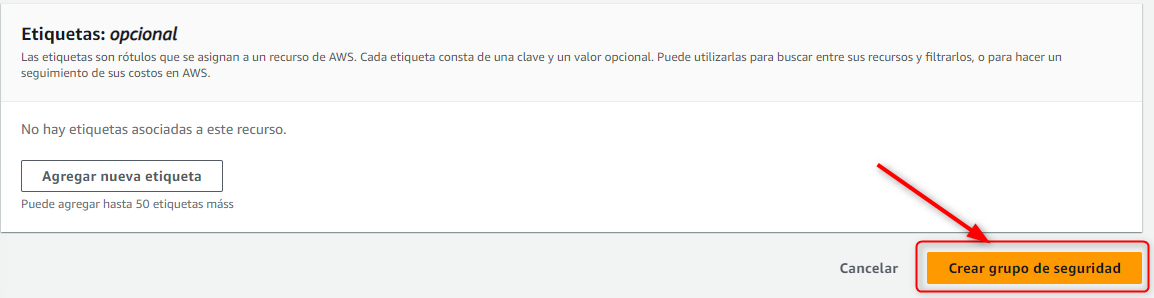 Etiquetas: opcional
Las etiquetas son rótulos que se asignan a un recurso de AWS. Cada etiqueta consta de una clave y un valor opcional. Puede utilizarlas para buscar entre sus recursos y filtrarlos, o para hacer un
seguimiento de sus costos en AWS.
No hay etiquetas asociadas a este recurso.
Agregar nueva etiqueta
Puede agregar hasta 50 etiquetas máss
Cancelar
Crear grupo de seguridad